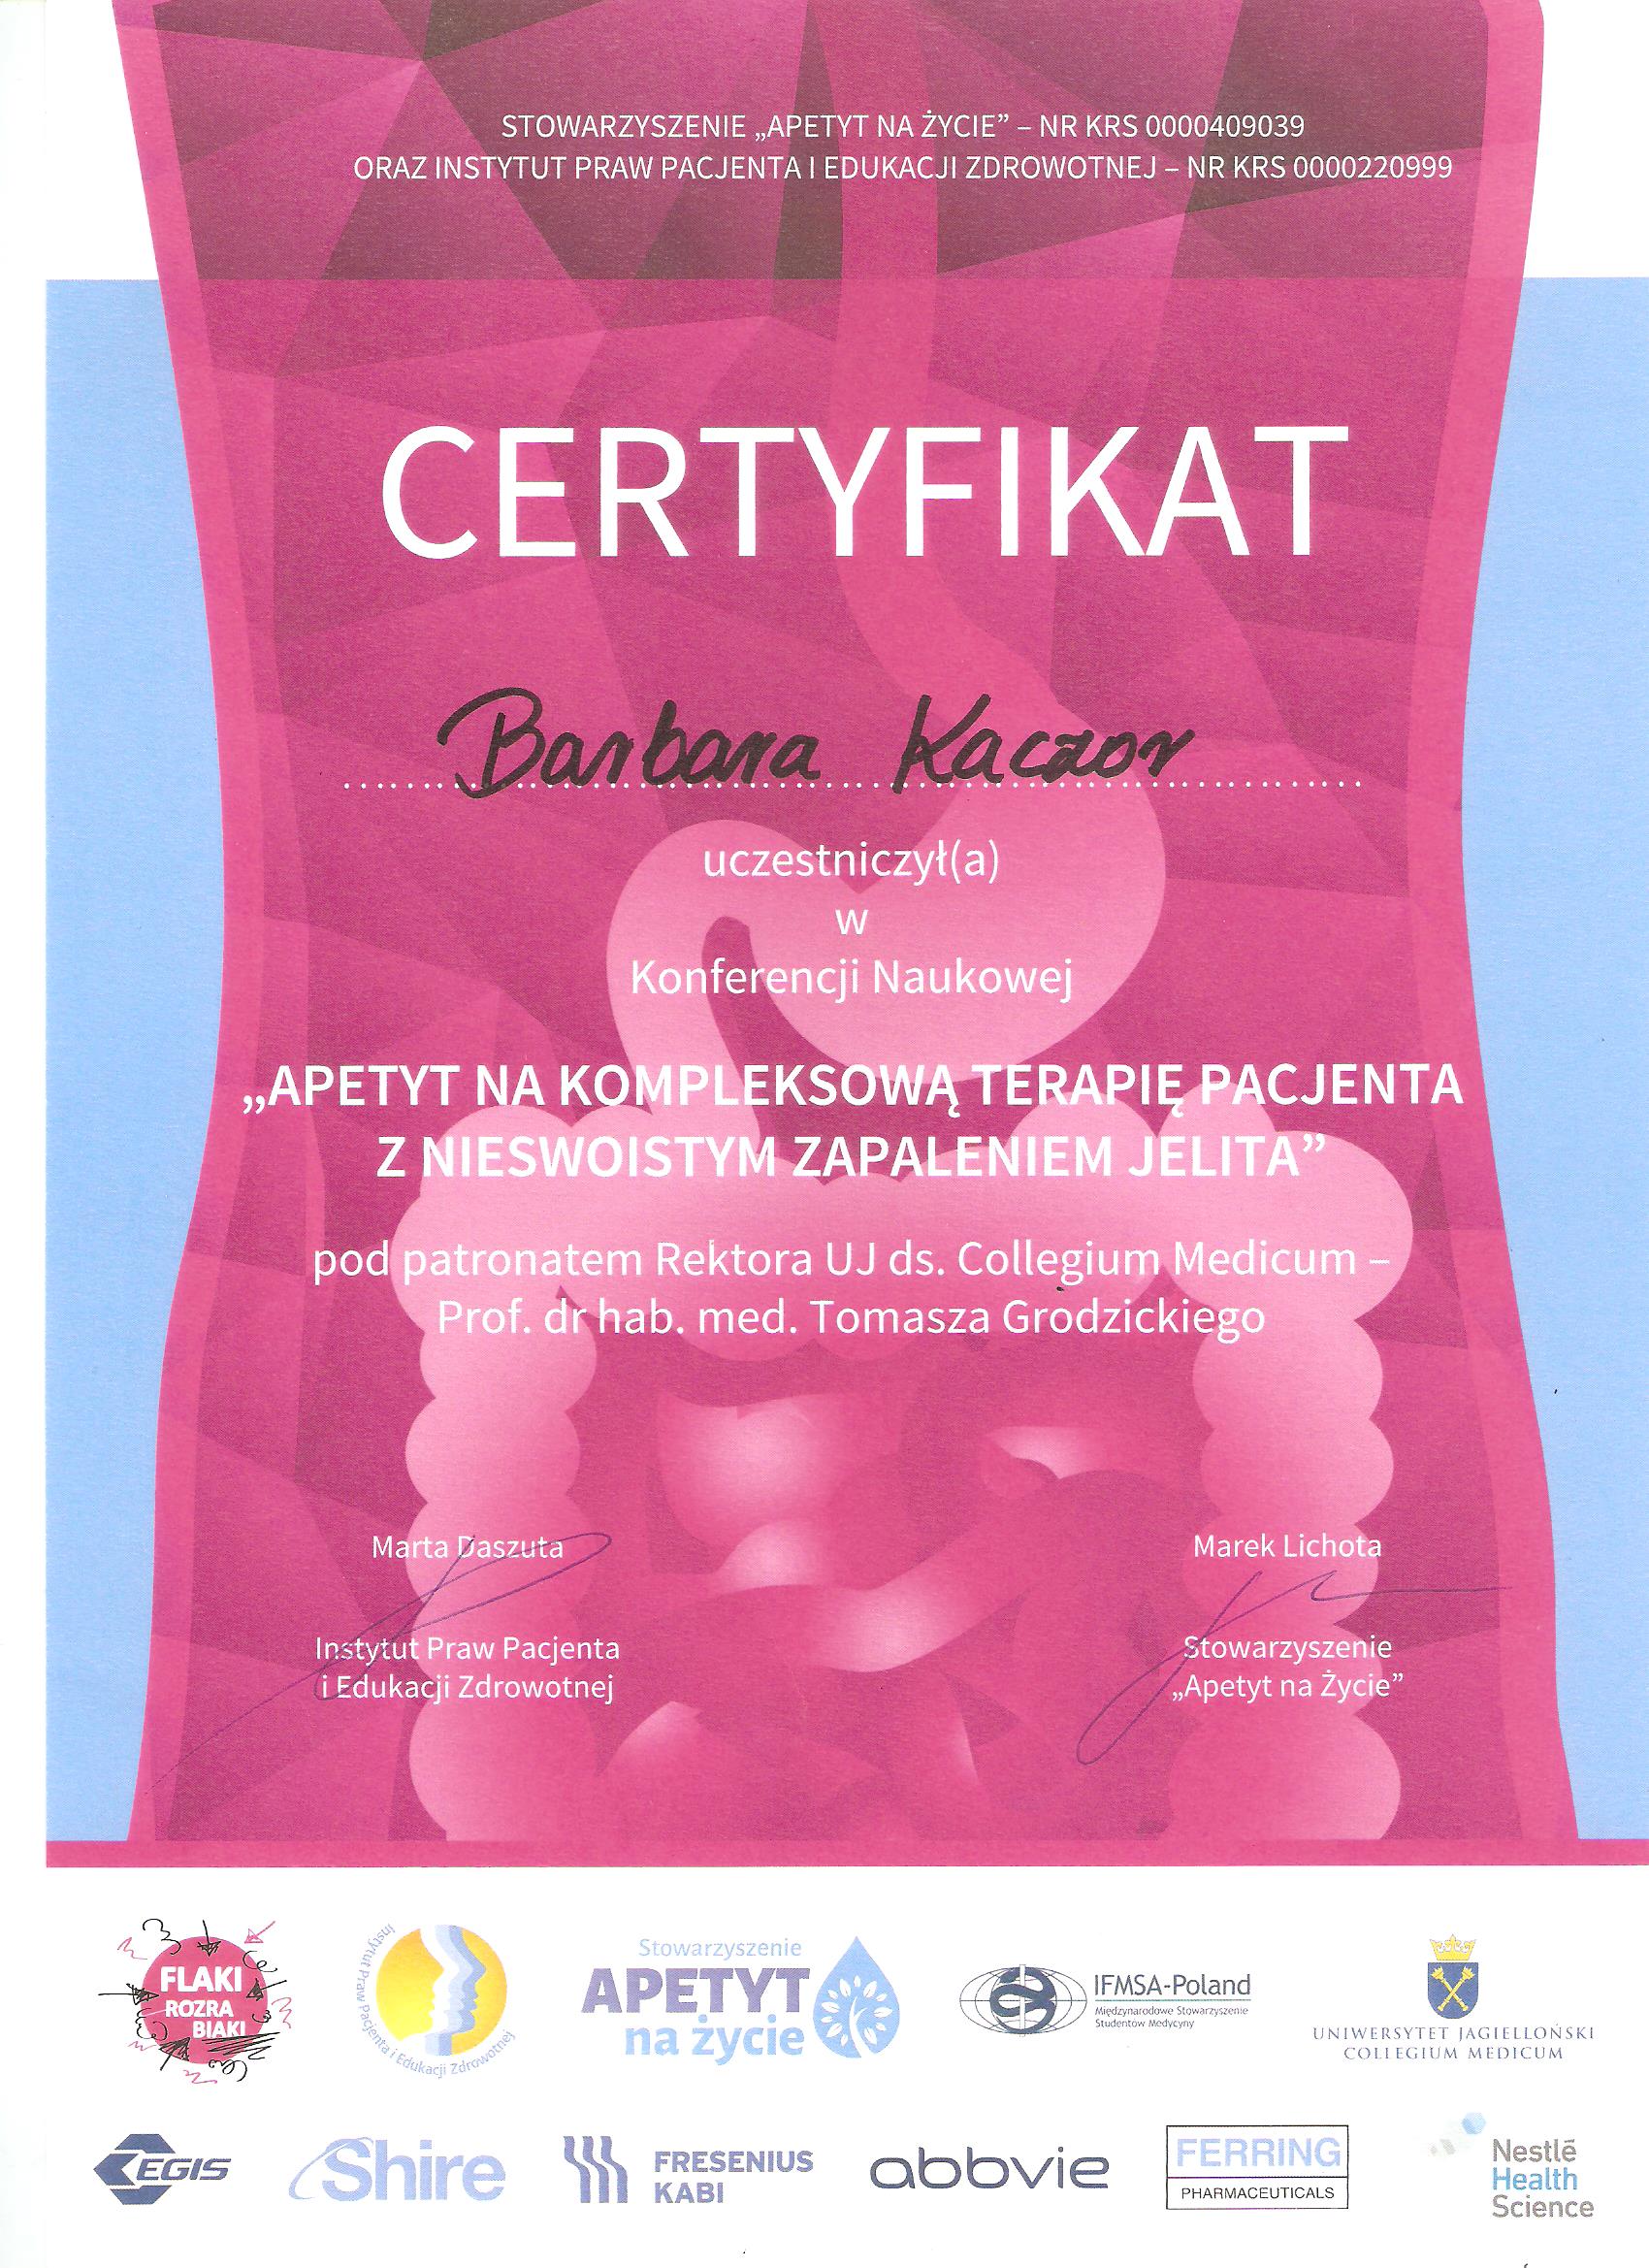 STOWARZYSZENIE „APETYT NA ŻYCIE” – NR KRS 0000409039
ORAZ INSTYTUT PRAW PACJENTA I EDUKACJI ZDROWOTNEJ – NR KRS 0000220999
CERTYFIKAT
Barbara Kaczor
uczestniczył(a)
w
Konferencji Naukowej
„APETYT NA KOMPLEKSOWĄ TERAPIĘ PACJENTA
Z NIESWOISTYM ZAPALENIEM JELITA”
pod patronatem Rektora UJ ds. Collegium Medicum –
Prof. dr hab. med. Tomasza Grodzickiego
Marta Daszuta
Instytut Praw Pacjenta
i Edukacji Zdrowotnej
Marek Lichota
Stowarzyszenie
„Apetyt na Życie”
FLAKI
ROZRA
BIAKI
Instytut Praw Pacjenta i Edukacji Zdrowotnej
Stowarzyszenie
APETYT
na życie
IFMSA-Poland
Międzynarodowe Stowarzyszenie
Studentów Medycyny
UNIWERSYTET JAGIELLOŃSKI
COLLEGIUM MEDICUM
EGIS
Shire
FRESENIUS
KABI
abbvie
FERRING
PHARMACEUTICALS
Nestlé
Health
Science